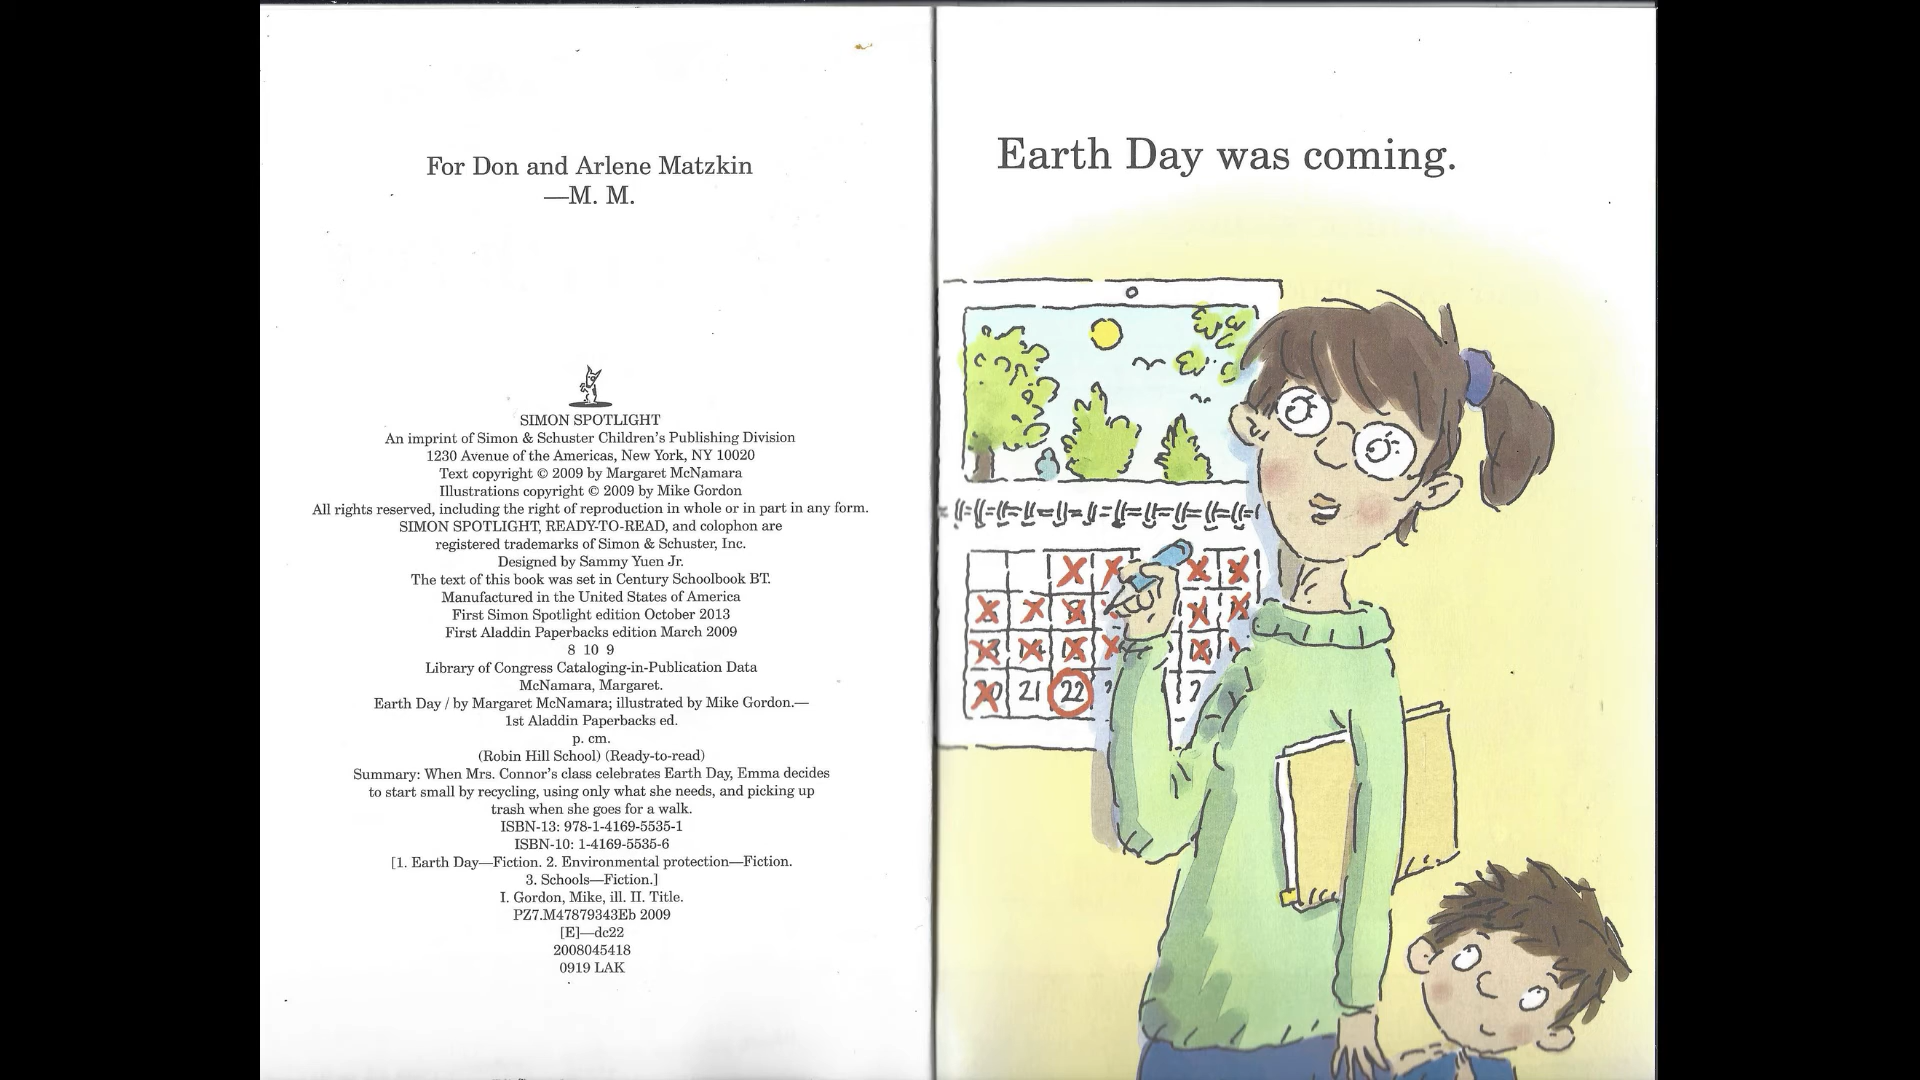 For Don and Arlene Matzkin
—M. M.
SIMON SPOTLIGHT
An imprint of Simon & Schuster Children's Publishing Division
1230 Avenue of the Americas, New York, NY 10020
Text copyright © 2009 by Margaret McNamara
Illustrations copyright © 2009 by Mike Gordon
All rights reserved, including the right of reproduction in whole or in part in any form.
SIMON SPOTLIGHT, READY-TO-READ, and colophon are
registered trademarks of Simon & Schuster, Inc.
Designed by Sammy Yuen Jr.
The text of this book was set in Century Schoolbook BT.
Manufactured in the United States of America
First Simon Spotlight edition October 2013
First Aladdin Paperbacks edition March 2009
8 10 9
Library of Congress Cataloging-in-Publication Data
McNamara, Margaret.
Earth Day / by Margaret McNamara; illustrated by Mike Gordon.—
1st Aladdin Paperbacks ed.
p. cm.
(Robin Hill School) (Ready-to-read)
Summary: When Mrs. Connor's class celebrates Earth Day, Emma decides
to start small by recycling, using only what she needs, and picking up
trash when she goes for a walk.
ISBN-13: 978-1-4169-5535-1
ISBN-10: 1-4169-5535-6
[1. Earth Day—Fiction. 2. Environmental protection—Fiction.
3. Schools—Fiction.]
I. Gordon, Mike, ill. II. Title.
PZ7.M47879343Eb 2009
[E]—dc22
2008045418
0919 LAK
Earth Day was coming.
20 21 22